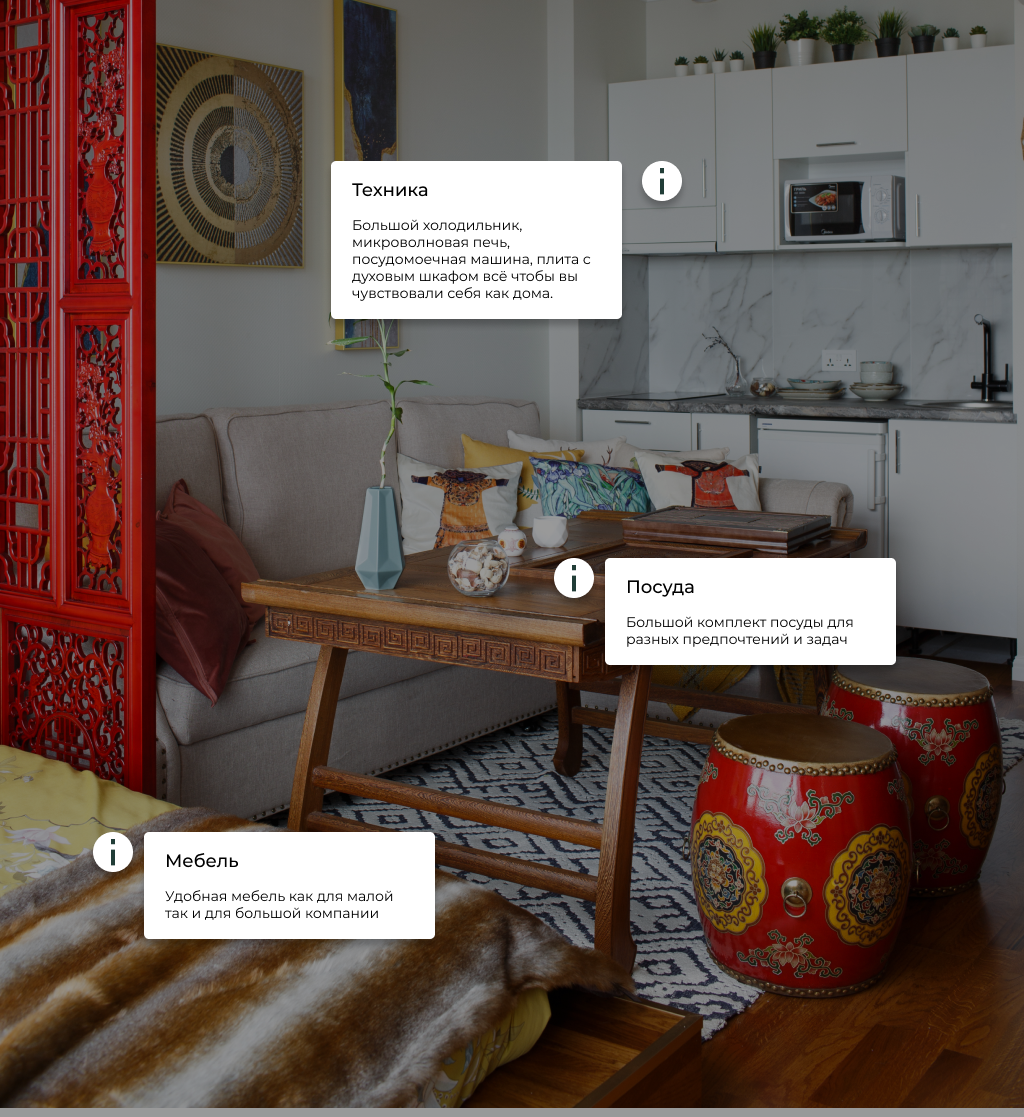 Техника
Большой холодильник,
микроволновая печь,
посудомоечная машина, плита с
духовым шкафом всё чтобы вы
чувствовали себя как дома.
Посуда
Большой комплект посуды для
разных предпочтений и задач
Мебель
Удобная мебель как для малой
так и для большой компании